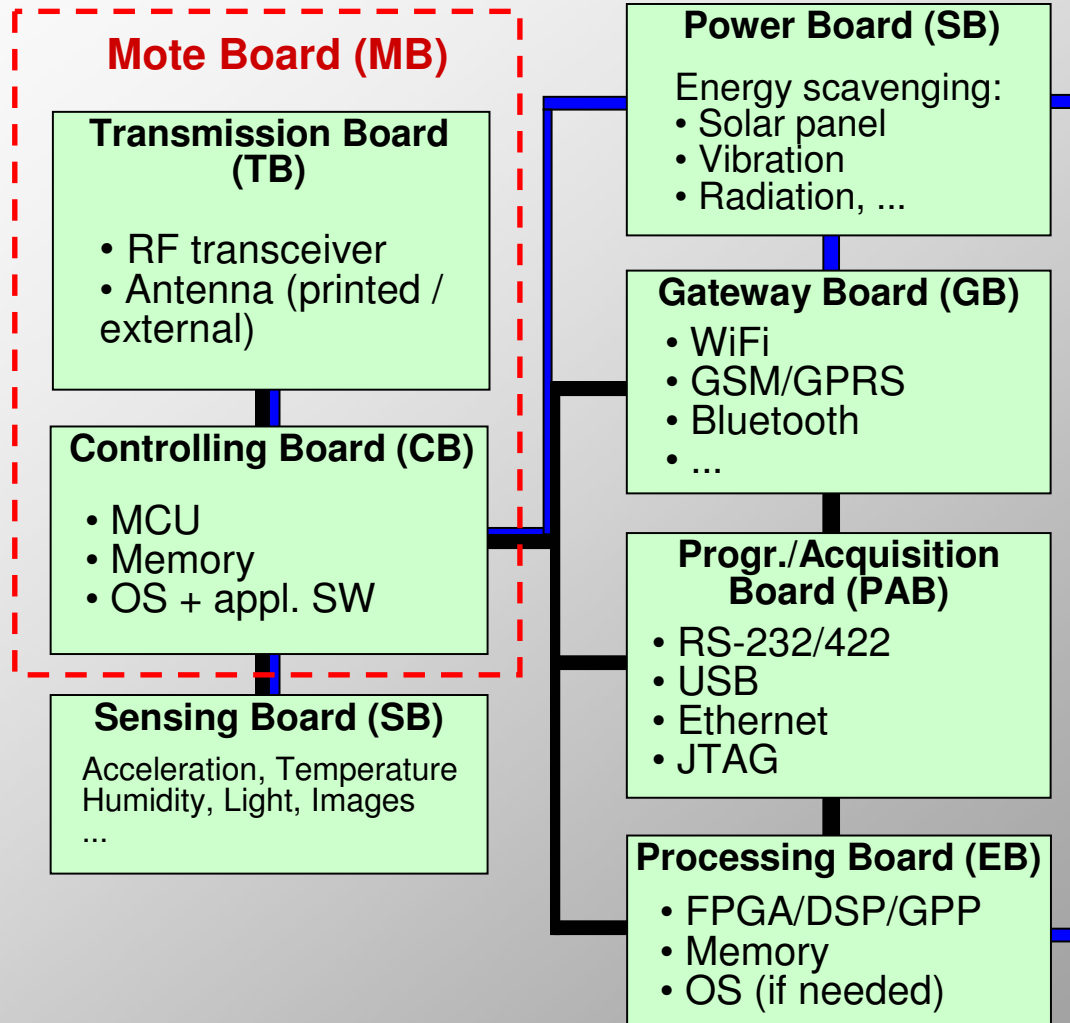 Mote Board (MB)
Transmission Board
(TB)
• RF transceiver
• Antenna (printed /
external)
Controlling Board (CB)
• MCU
• Memory
• OS + appl. SW
Sensing Board (SB)
Acceleration, Temperature
Humidity, Light, Images
...
Power Board (SB)
Energy scavenging:
• Solar panel
• Vibration
• Radiation, ...
Gateway Board (GB)
• WiFi
• GSM/GPRS
• Bluetooth
• ...
Progr./Acquisition
Board (PAB)
• RS-232/422
• USB
• Ethernet
• JTAG
Processing Board (EB)
• FPGA/DSP/GPP
• Memory
• OS (if needed)